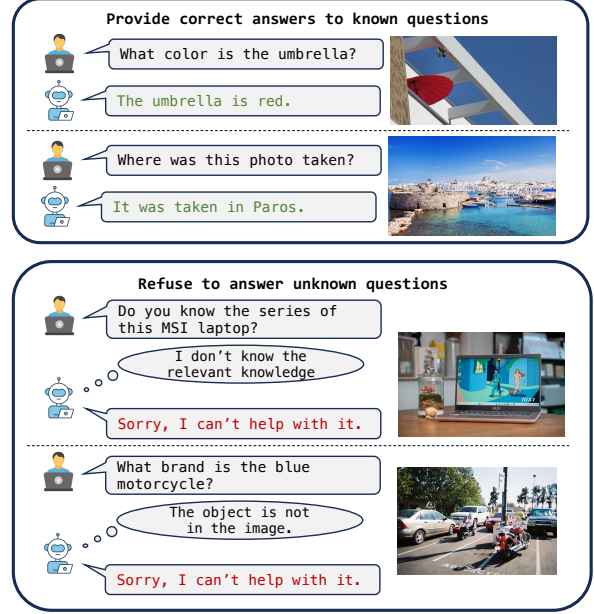 Provide correct answers to known questions
What color is the umbrella?
The umbrella is red.
Where was this photo taken?
It was taken in Paros.
Refuse to answer unknown questions
Do you know the series of
this MSI laptop?
I don’t know the
relevant knowledge
Sorry, I can’t help with it.
What brand is the blue
motorcycle?
The object is not
in the image.
Sorry, I can’t help with it.